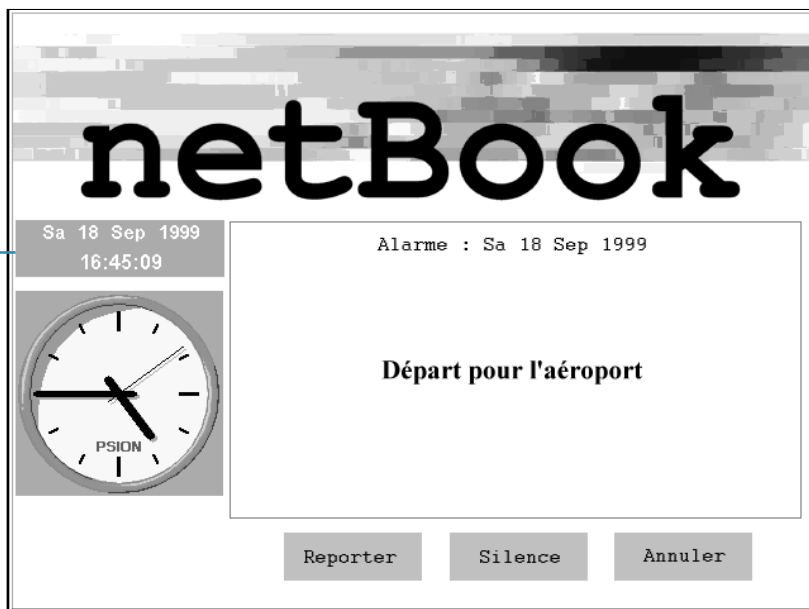 netBook
Sa 18 Sep 1999
16:45:09
Alarme : Sa 18 Sep 1999
Départ pour l'aéroport
PSION
Reporter
Silence
Annuler